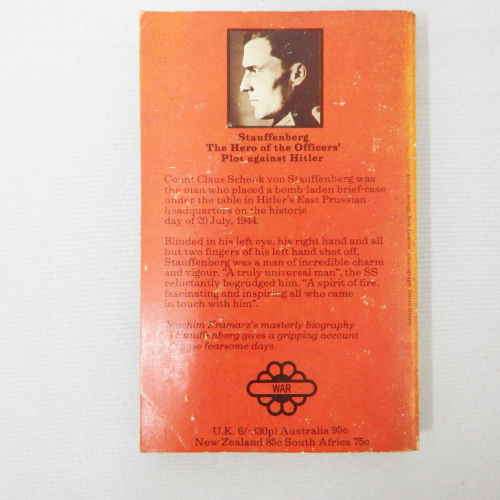 Stauffenberg
The Hero of the Officers'
Plot against Hitler
Count Claus Schenk von Stauffenberg was
the man who placed a bomb-laden brief-case
under the table in Hitler's East Prussian
headquarters on the historic
day of 20 July, 1944.
Blinded in his left eye, his right hand and all
but two fingers of his left hand shot off,
Stauffenberg was a man of incredible charm
and vigour. "A truly universal man", the SS
reluctantly begrudged him. "A spirit of fire,
fascinating and inspiring all who came
in touch with him".
Joachim Kramarz's masterly biography
of Stauffenberg gives a gripping account
fearsome days.
WAR
U.K. 6/- (30p) Australia 95c
New Zealand 85c South Africa 75c